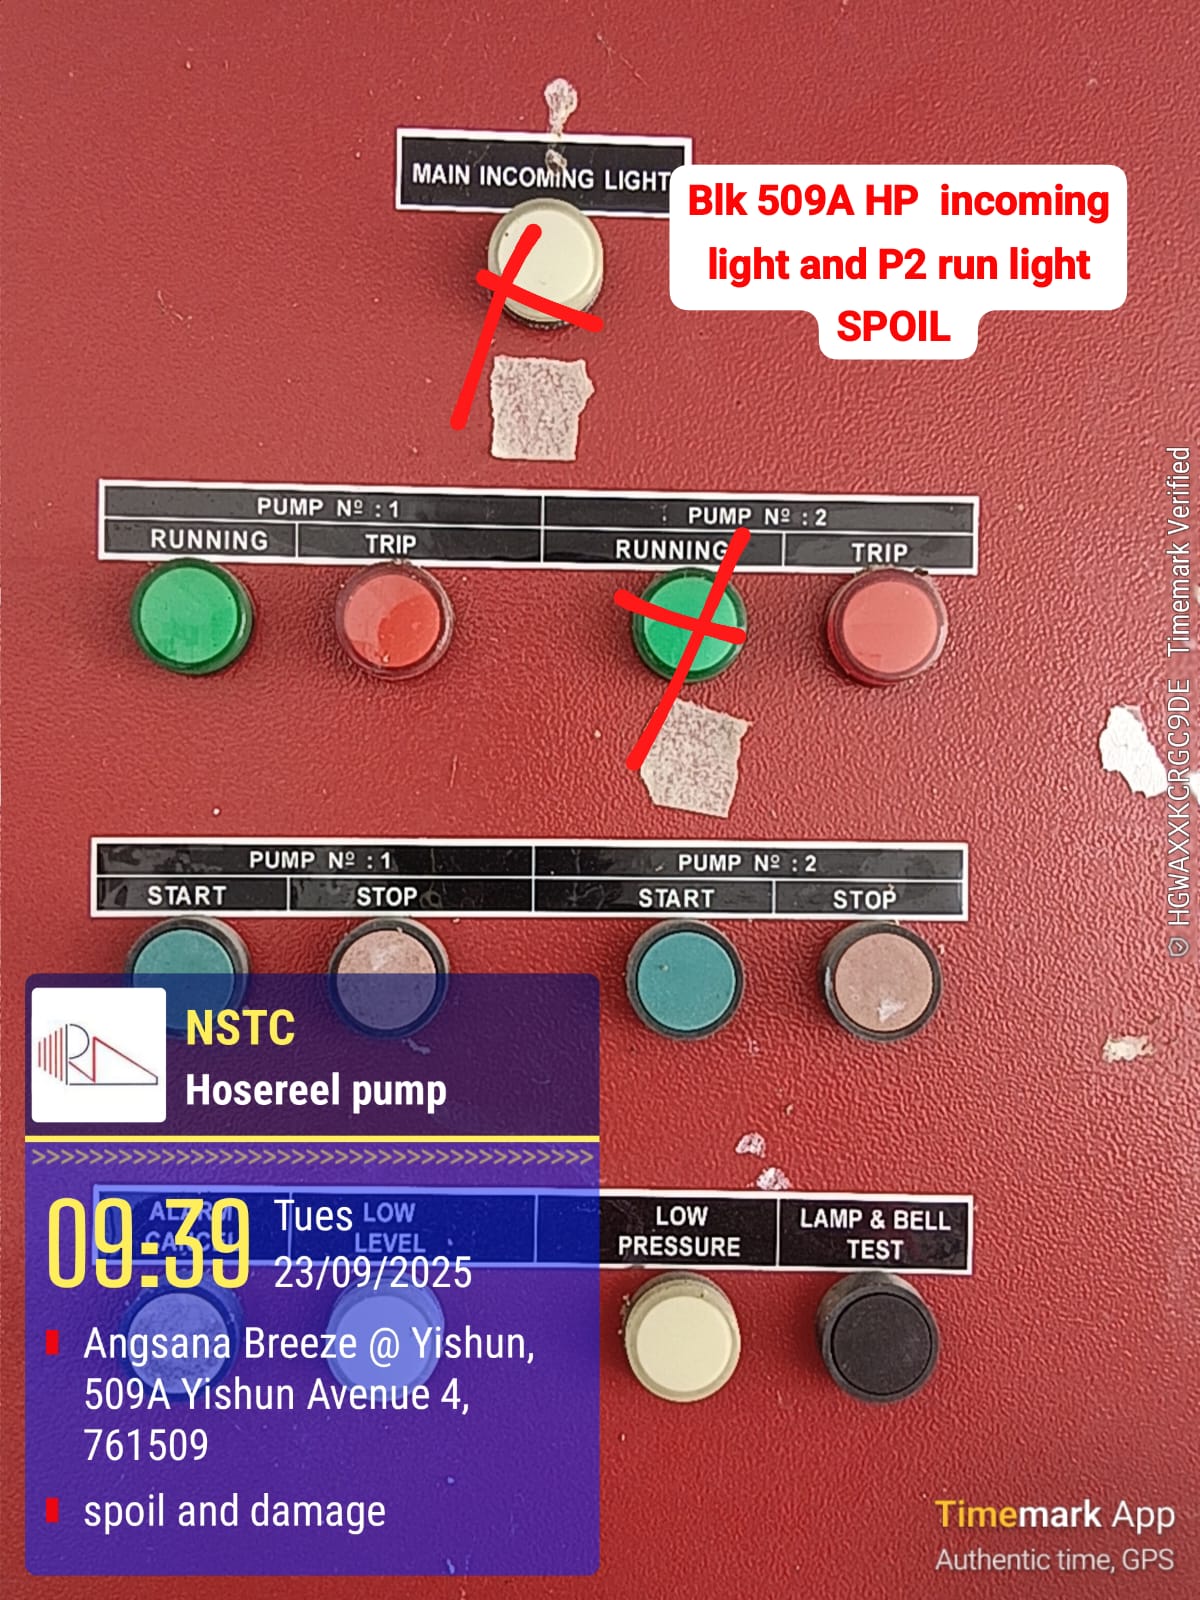 MAIN INCOMING LIGHT
Blk 509A HP incoming
light and P2 run light
SPOIL
PUMP Nº : 1
PUMP Nº : 2
RUNNING
TRIP
RUNNING
TRIP
PUMP Nº : 1
PUMP Nº : 2
START
STOP
START
STOP
NSTC
Hosereel pump
>>>>>>>>>>>>>>>>>>>>>>>>>>>>>>>>>>>>>>>>>>>>>>
ALARM
CANCEL
LOW
LEVEL
LOW
PRESSURE
LAMP & BELL
TEST
09:39
Tues
23/09/2025
Angsana Breeze @ Yishun,
509A Yishun Avenue 4,
761509
spoil and damage
HGWAXXKCRGC9DE Timemark Verified
Timemark App
Authentic time, GPS